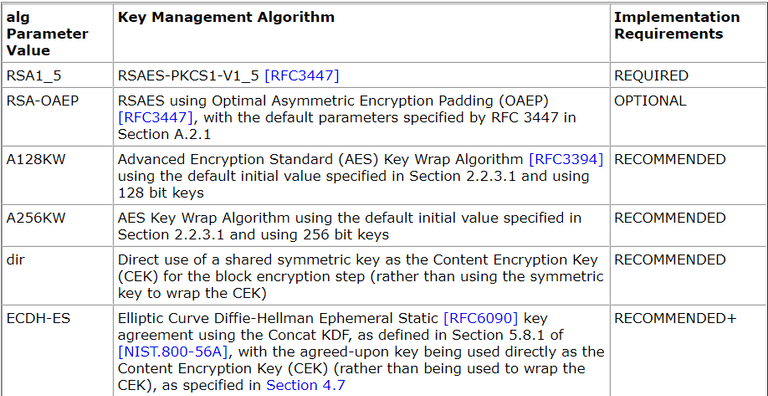 alg Parameter Value
Key Management Algorithm
Implementation Requirements
RSA1_5
RSAES-PKCS1-V1_5 [RFC3447]
REQUIRED
RSA-OAEP
RSAES using Optimal Asymmetric Encryption Padding (OAEP)
[RFC3447], with the default parameters specified by RFC 3447 in
Section A.2.1
OPTIONAL
A128KW
Advanced Encryption Standard (AES) Key Wrap Algorithm [RFC3394]
using the default initial value specified in Section 2.2.3.1 and using
128 bit keys
RECOMMENDED
A256KW
AES Key Wrap Algorithm using the default initial value specified in
Section 2.2.3.1 and using 256 bit keys
RECOMMENDED
dir
Direct use of a shared symmetric key as the Content Encryption Key
(CEK) for the block encryption step (rather than using the symmetric
key to wrap the CEK)
RECOMMENDED
ECDH-ES
Elliptic Curve Diffie-Hellman Ephemeral Static [RFC6090] key
agreement using the Concat KDF, as defined in Section 5.8.1 of
[NIST.800-56A], with the agreed-upon key being used directly as the
Content Encryption Key (CEK) (rather than being used to wrap the
CEK), as specified in Section 4.7
RECOMMENDED+